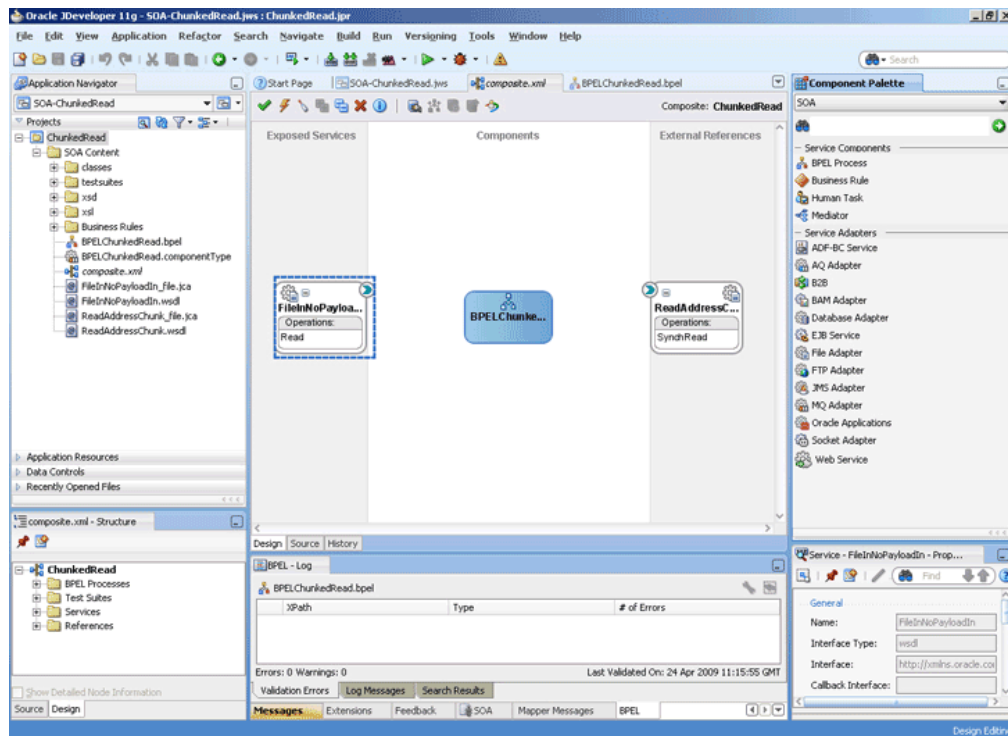 Oracle JDeveloper 11g - SOA-ChunkedRead.jws : ChunkedRead.jpr
File Edit View Application Refactor Search Navigate Build Run Versioning Tools Window Help
Search
Application Navigator
SOA-ChunkedRead
Projects
ChunkedRead
SOA Content
classes
testsuites
xsd
xsl
Business Rules
BPELChunkedRead.bpel
BPELChunkedRead.componentType
composite.xml
FileInNoPayloadIn_file.jca
FileInNoPayloadIn.wsdl
ReadAddressChunk_file.jca
ReadAddressChunk.wsdl
Application Resources
Data Controls
Recently Opened Files
composite.xml - Structure
ChunkedRead
BPEL Processes
Test Suites
Services
References
Show Detailed Node Information
Source Design
Start Page SOA-ChunkedRead.jws composite.xml BPELChunkedRead.bpel
Composite: ChunkedRead
Exposed Services Components External References
FileInNoPayloa...
Operations:
Read
BPELChunke...
ReadAddressC...
Operations:
SynchRead
Design Source History
BPEL - Log
BPELChunkedRead.bpel
XPath Type # of Errors
Errors: 0 Warnings: 0 Last Validated On: 24 Apr 2009 11:15:55 GMT
Validation Errors Log Messages Search Results
Messages Extensions Feedback SOA Mapper Messages BPEL
Component Palette
SOA
Service Components
BPEL Process
Business Rule
Human Task
Mediator
Service Adapters
ADF-BC Service
AQ Adapter
B2B
BAM Adapter
Database Adapter
EJB Service
File Adapter
FTP Adapter
JMS Adapter
MQ Adapter
Oracle Applications
Socket Adapter
Web Service
Service - FileInNoPayloadIn - Prop...
Find
General
Name: FileInNoPayloadIn
Interface Type: wsdl
Interface: http://xmlns.oracle.co
Callback Interface:
Design Editin